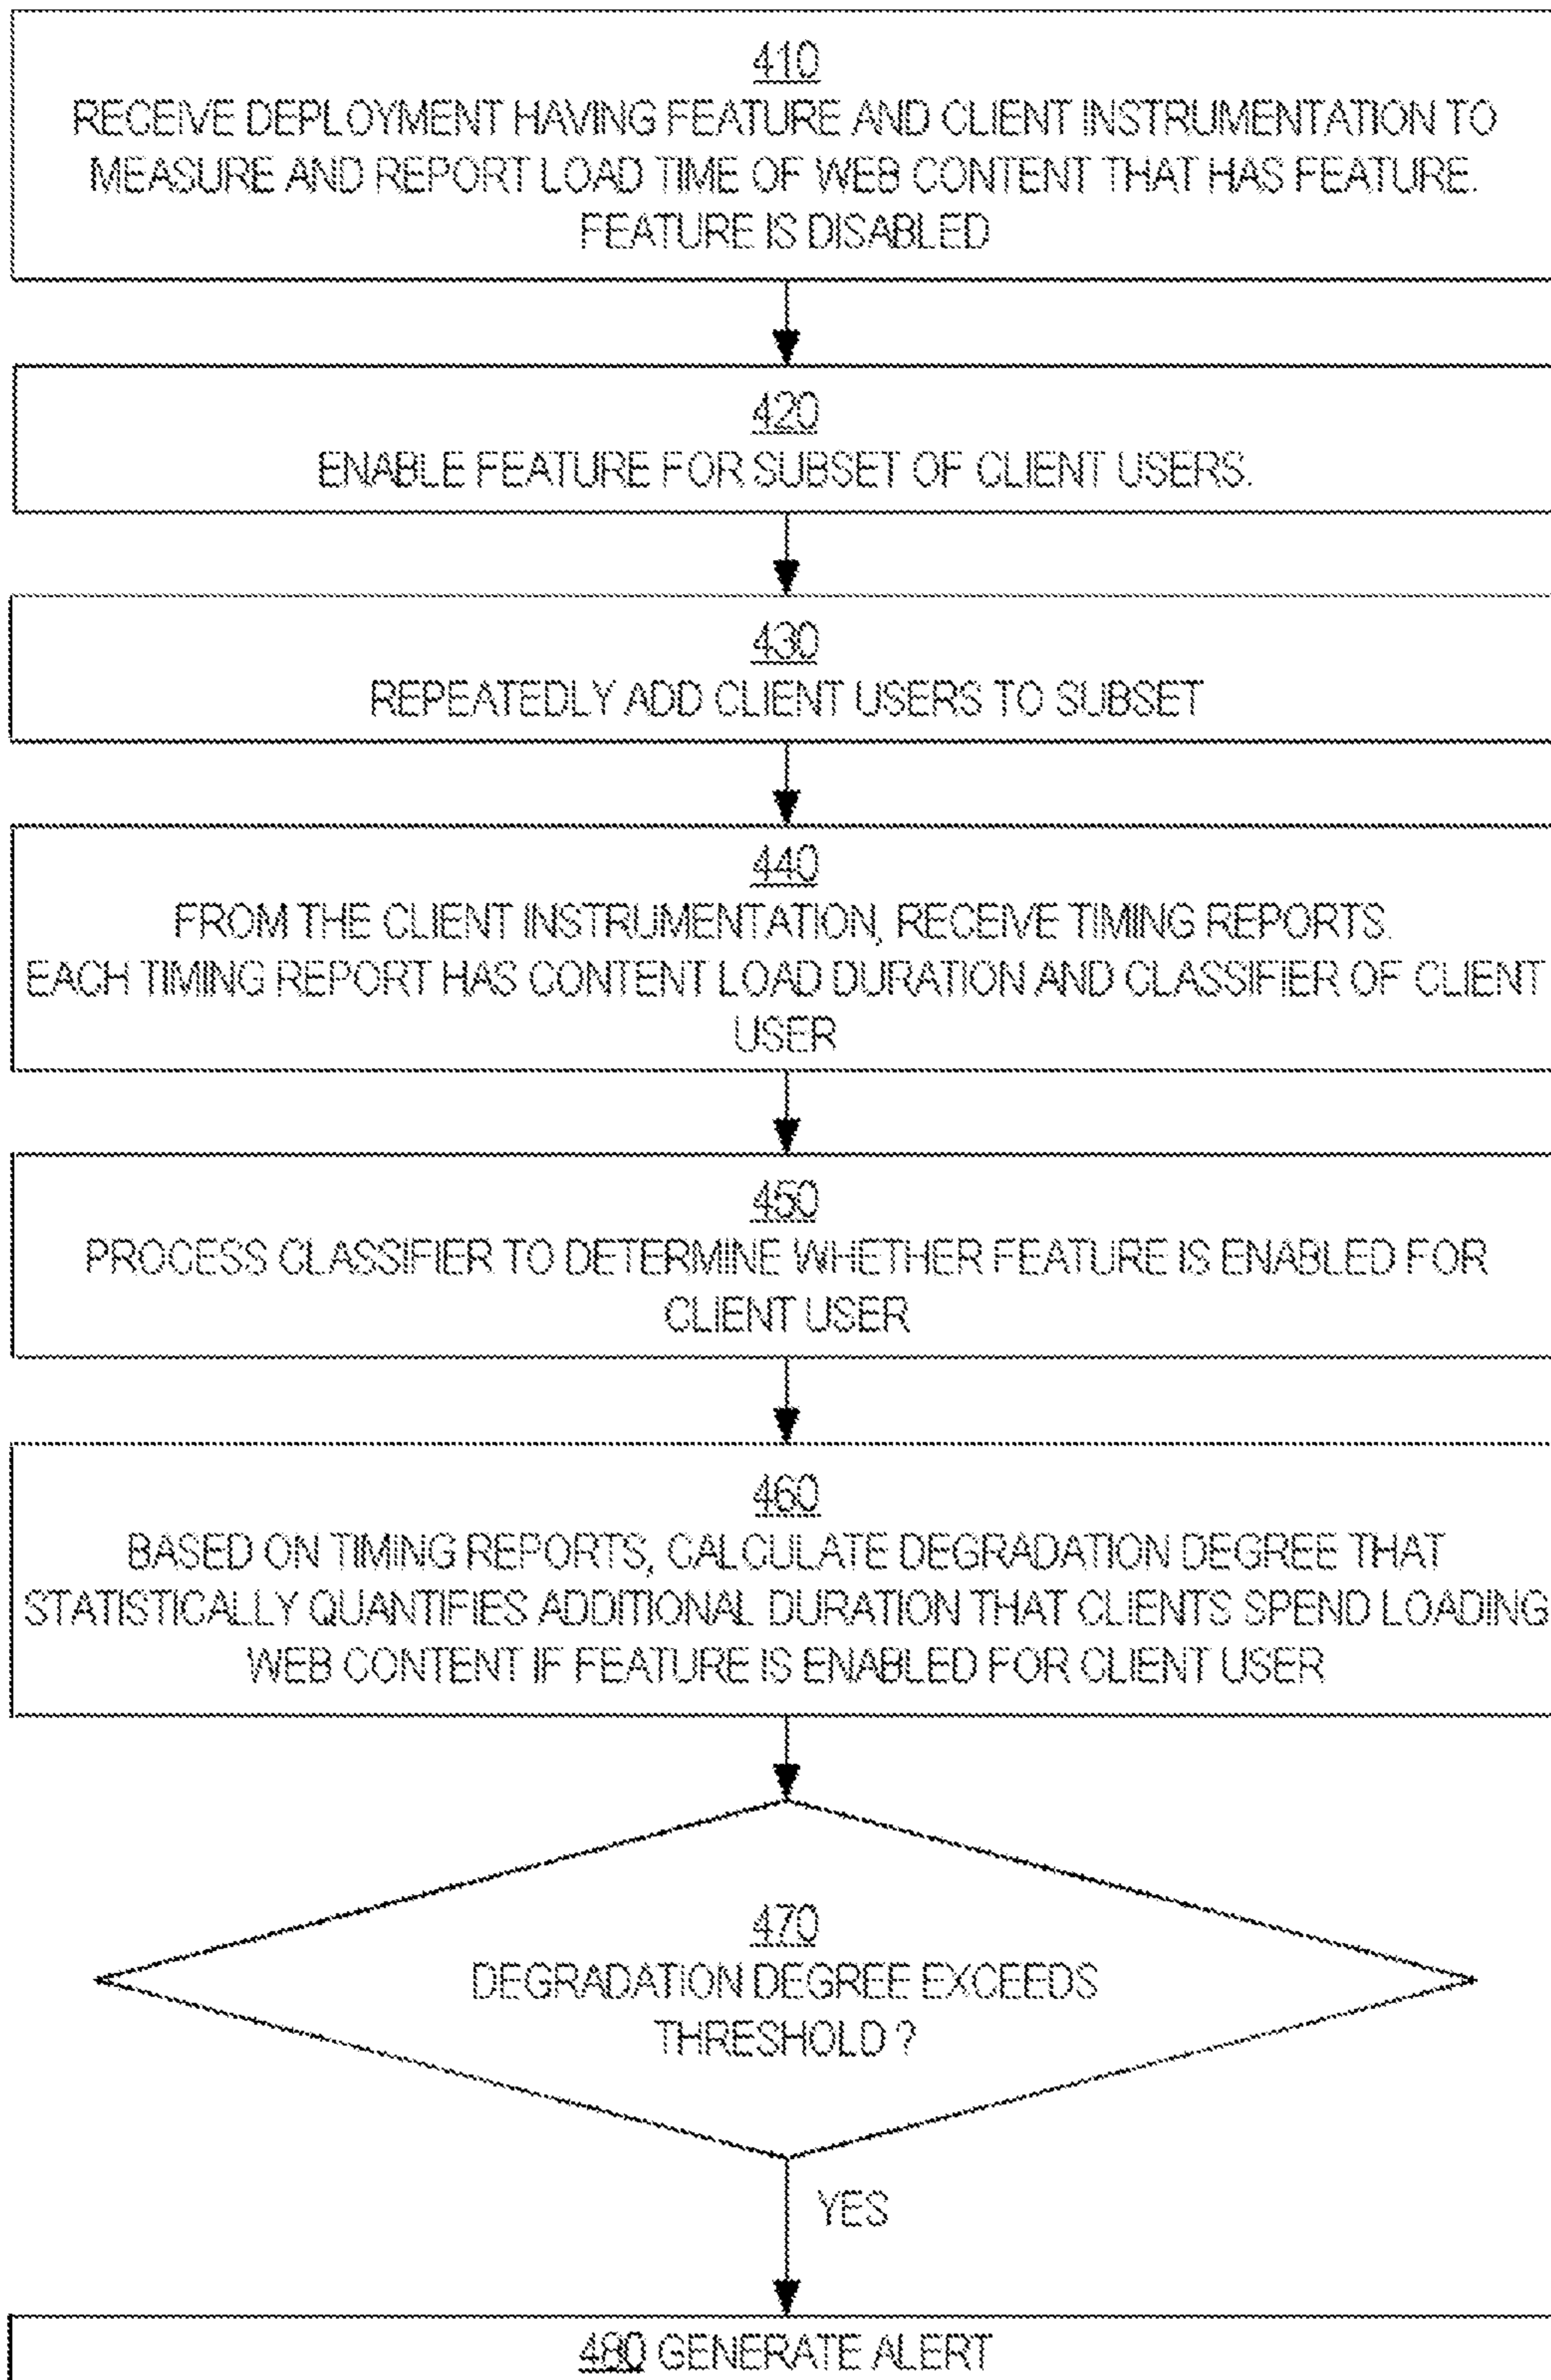 410
RECEIVE DEPLOYMENT HAVING FEATURE AND CLIENT INSTRUMENTATION TO
MEASURE AND REPORT LOAD TIME OF WEB CONTENT THAT HAS FEATURE.
FEATURE IS DISABLED
420
ENABLE FEATURE FOR SUBSET OF CLIENT USERS.
430
REPEATEDLY ADD CLIENT USERS TO SUBSET
440
FROM THE CLIENT INSTRUMENTATION, RECEIVE TIMING REPORTS.
EACH TIMING REPORT HAS CONTENT LOAD DURATION AND CLASSIFIER OF CLIENT
USER
450
PROCESS CLASSIFIER TO DETERMINE WHETHER FEATURE IS ENABLED FOR
CLIENT USER
460
BASED ON TIMING REPORTS, CALCULATE DEGRADATION DEGREE THAT
STATISTICALLY QUANTIFIES ADDITIONAL DURATION THAT CLIENTS SPEND LOADING
WEB CONTENT IF FEATURE IS ENABLED FOR CLIENT USER
470
DEGRADATION DEGREE EXCEEDS
THRESHOLD ?
YES
480 GENERATE ALERT